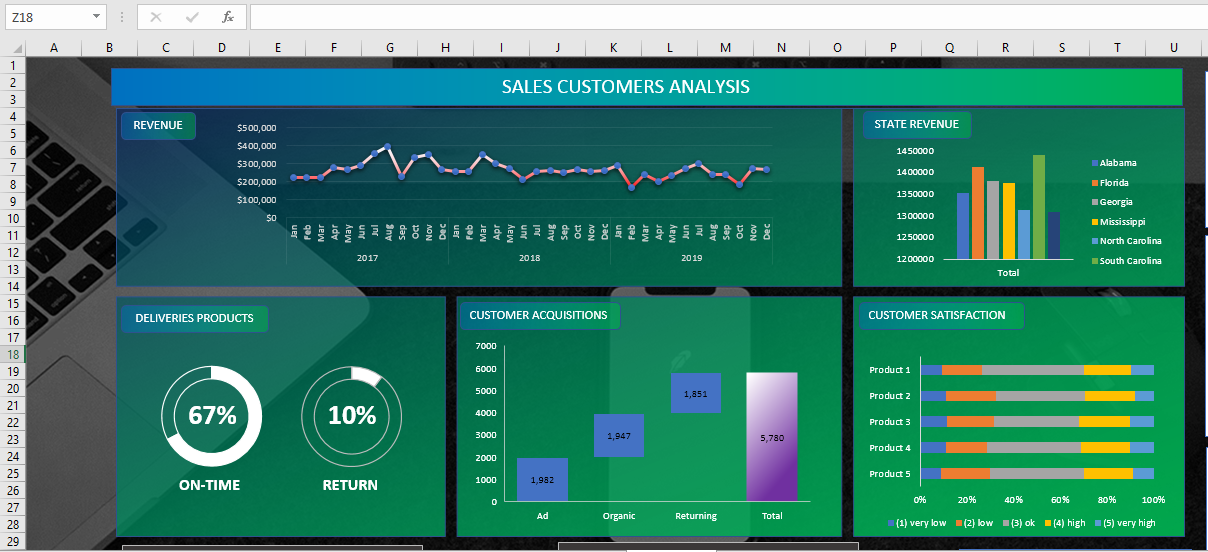 Z18
fx
A B C D E F G H I J K L M N O P Q R S T U
1
2
3
4
5
6
7
8
9
10
11
12
13
14
15
16
17
18
19
20
21
22
23
24
25
26
27
28
29
SALES CUSTOMERS ANALYSIS
REVENUE
$500,000
$400,000
$300,000
$200,000
$100,000
$0
Jan Feb Mar Apr May Jun Jul Aug Sep Oct Nov Dec Jan Feb Mar Apr May Jun Jul Aug Sep Oct Nov Dec Jan Feb Mar Apr May Jun Jul Aug Sep Oct Nov Dec
2017 2018 2019
STATE REVENUE
1450000
1400000
1350000
1300000
1250000
1200000
Total
Alabama
Florida
Georgia
Mississippi
North Carolina
South Carolina
DELIVERIES PRODUCTS
67% 10%
ON-TIME RETURN
CUSTOMER ACQUISITIONS
7000
6000
5000
4000
3000
2000
1000
0
1,982
1,947
1,851
5,780
Ad Organic Returning Total
CUSTOMER SATISFACTION
Product 1
Product 2
Product 3
Product 4
Product 5
0% 20% 40% 60% 80% 100%
(1) very low (2) low (3) ok (4) high (5) very high